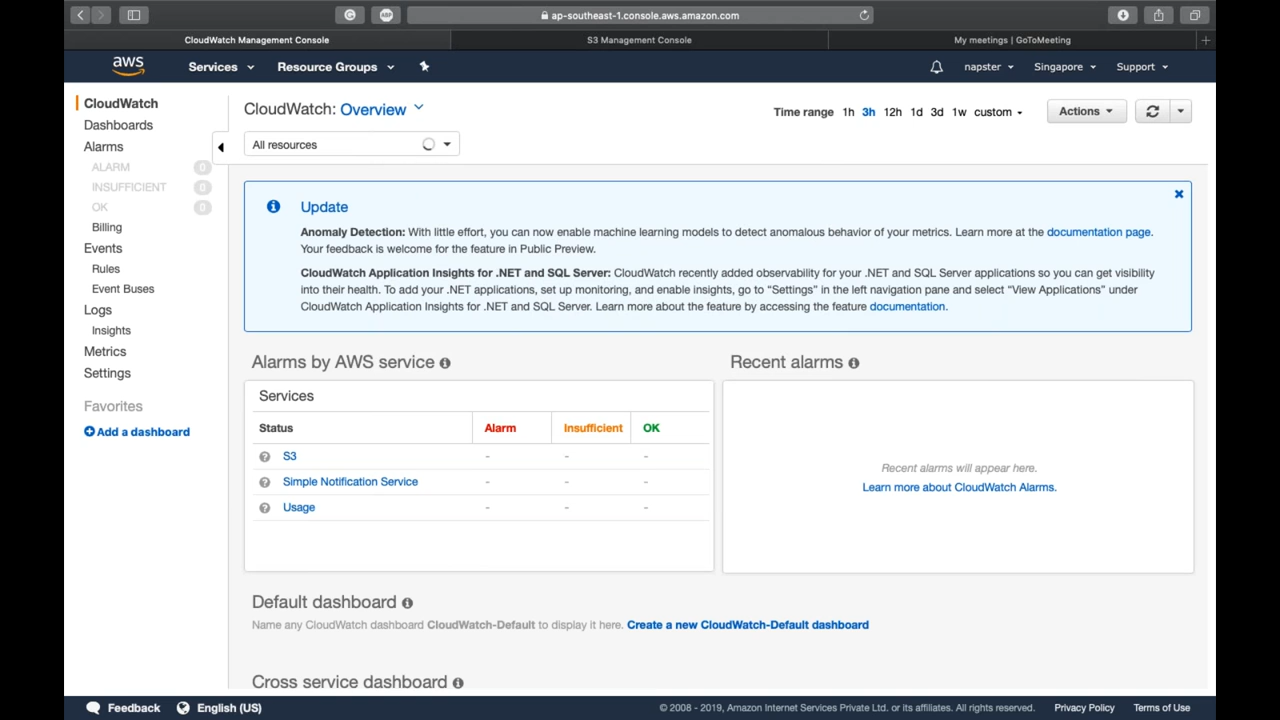 ap-southeast-1.console.aws.amazon.com
CloudWatch Management Console
S3 Management Console
My meetings | GoToMeeting
aws
Services
Resource Groups
napster
Singapore
Support
CloudWatch
Dashboards
Alarms
ALARM 0
INSUFFICIENT 0
OK 0
Billing
Events
Rules
Event Buses
Logs
Insights
Metrics
Settings
Favorites
Add a dashboard
CloudWatch: Overview
Time range 1h 3h 12h 1d 3d 1w custom
Actions
All resources
Update
Anomaly Detection: With little effort, you can now enable machine learning models to detect anomalous behavior of your metrics. Learn more at the documentation page.
Your feedback is welcome for the feature in Public Preview.
CloudWatch Application Insights for .NET and SQL Server: CloudWatch recently added observability for your .NET and SQL Server applications so you can get visibility
into their health. To add your .NET applications, set up monitoring, and enable insights, go to “Settings” in the left navigation pane and select “View Applications” under
CloudWatch Application Insights for .NET and SQL Server. Learn more about the feature by accessing the feature documentation.
Alarms by AWS service
Services
Status Alarm Insufficient OK
? S3 - - -
? Simple Notification Service - - -
? Usage - - -
Recent alarms
Recent alarms will appear here.
Learn more about CloudWatch Alarms.
Default dashboard
Name any CloudWatch dashboard CloudWatch-Default to display it here. Create a new CloudWatch-Default dashboard
Cross service dashboard
Feedback
English (US)
© 2008 - 2019, Amazon Internet Services Private Ltd. or its affiliates. All rights reserved.
Privacy Policy
Terms of Use